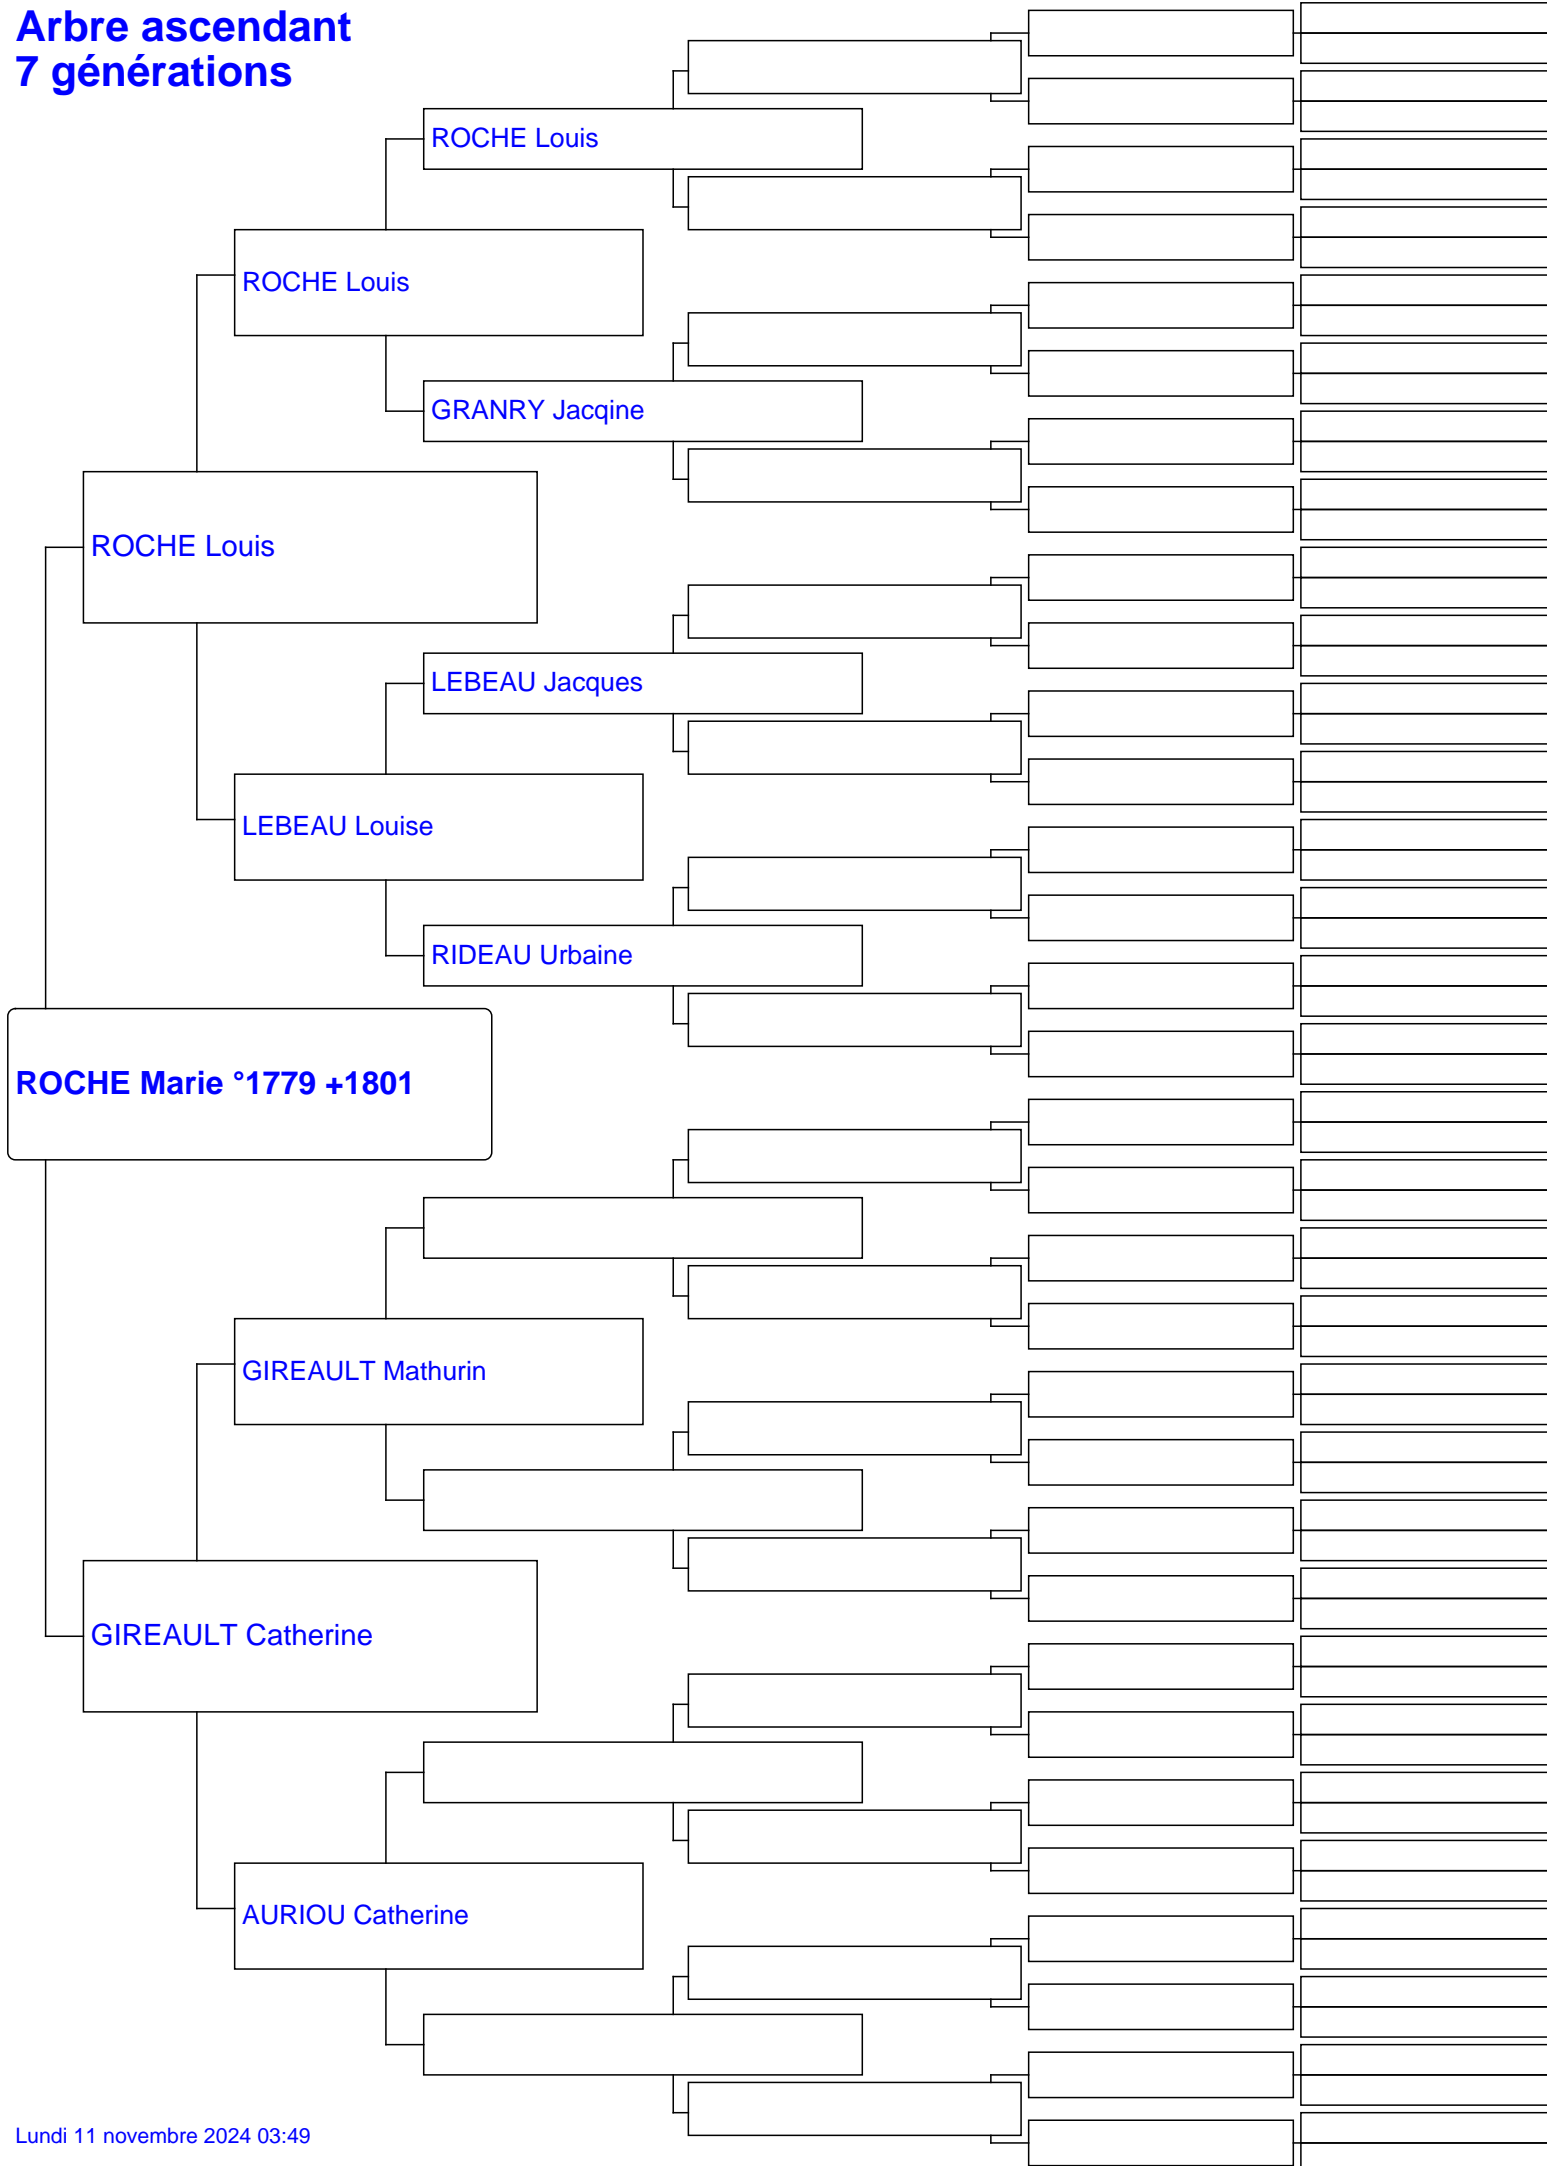 Arbre ascendant
7 générations
ROCHE Louis
ROCHE Louis
GRANRY Jacqine
ROCHE Louis
LEBEAU Jacques
LEBEAU Louise
RIDEAU Urbaine
ROCHE Marie °1779 +1801
GIREAULT Mathurin
GIREAULT Catherine
AURIOU Catherine
Lundi 11 novembre 2024 03:49